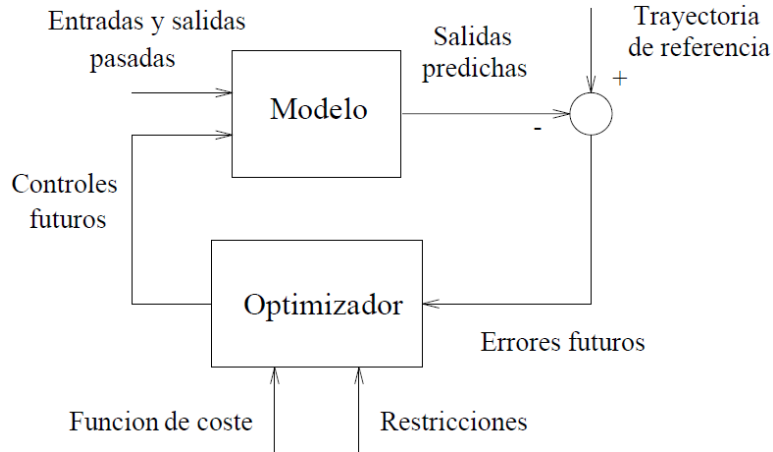 Entradas y salidas
pasadas
Modelo
Salidas
predichas
Trayectoria
de referencia
+
-
Controles
futuros
Optimizador
Errores futuros
Funcion de coste
Restricciones